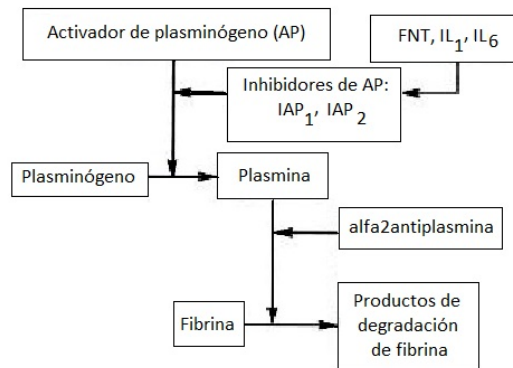 Activador de plasminógeno (AP)
FNT, IL1, IL6
Inhibidores de AP:
IAP1, IAP2
Plasminógeno
Plasmina
alfa2antiplasmina
Fibrina
Productos de
degradación
de fibrina